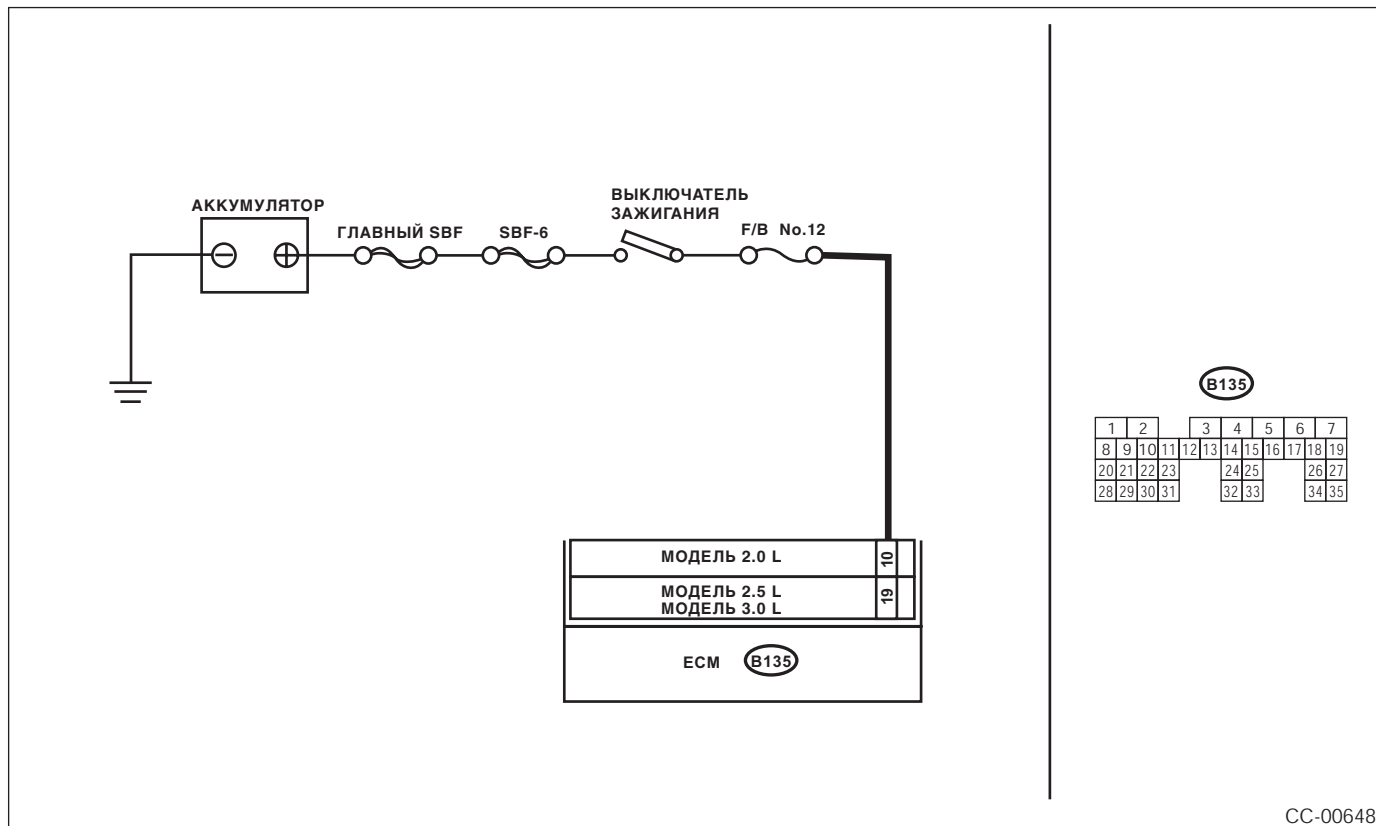 АККУМУЛЯТОР
ГЛАВНЫЙ SBF
SBF-6
ВЫКЛЮЧАТЕЛЬ
ЗАЖИГАНИЯ
F/B No.12
МОДЕЛЬ 2.0 L
10
МОДЕЛЬ 2.5 L
МОДЕЛЬ 3.0 L
19
ECM B135
B135
1 2 3 4 5 6 7
8 9 10 11 12 13 14 15 16 17 18 19
20 21 22 23 24 25 26 27
28 29 30 31 32 33 34 35
CC-00648